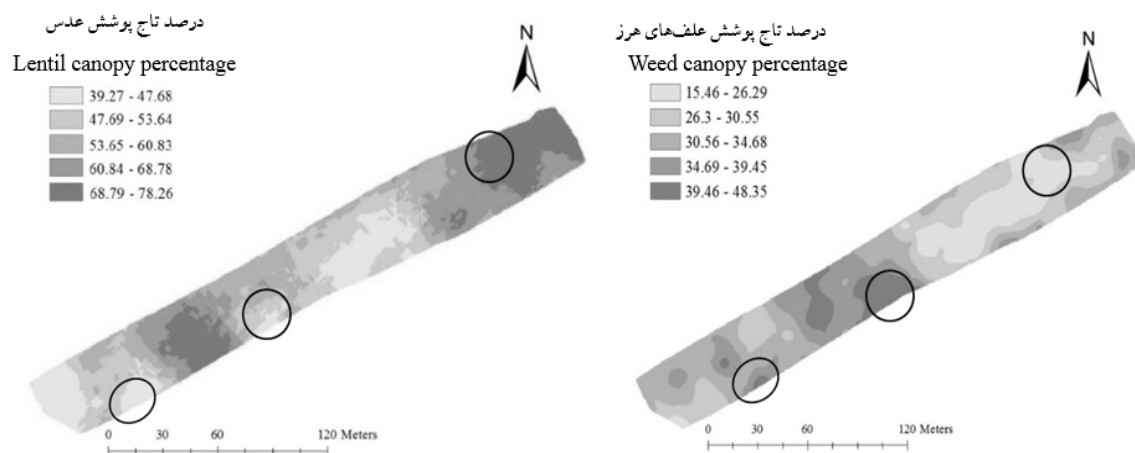 درصد تاج پوشش عدس
Lentil canopy percentage
39.27 - 47.68
47.69 - 53.64
53.65 - 60.83
60.84 - 68.78
68.79 - 78.26
N
0 30 60 120 Meters
درصد تاج پوشش علف‌های هرز
Weed canopy percentage
15.46 - 26.29
26.3 - 30.55
30.56 - 34.68
34.69 - 39.45
39.46 - 48.35
N
0 30 60 120 Meters